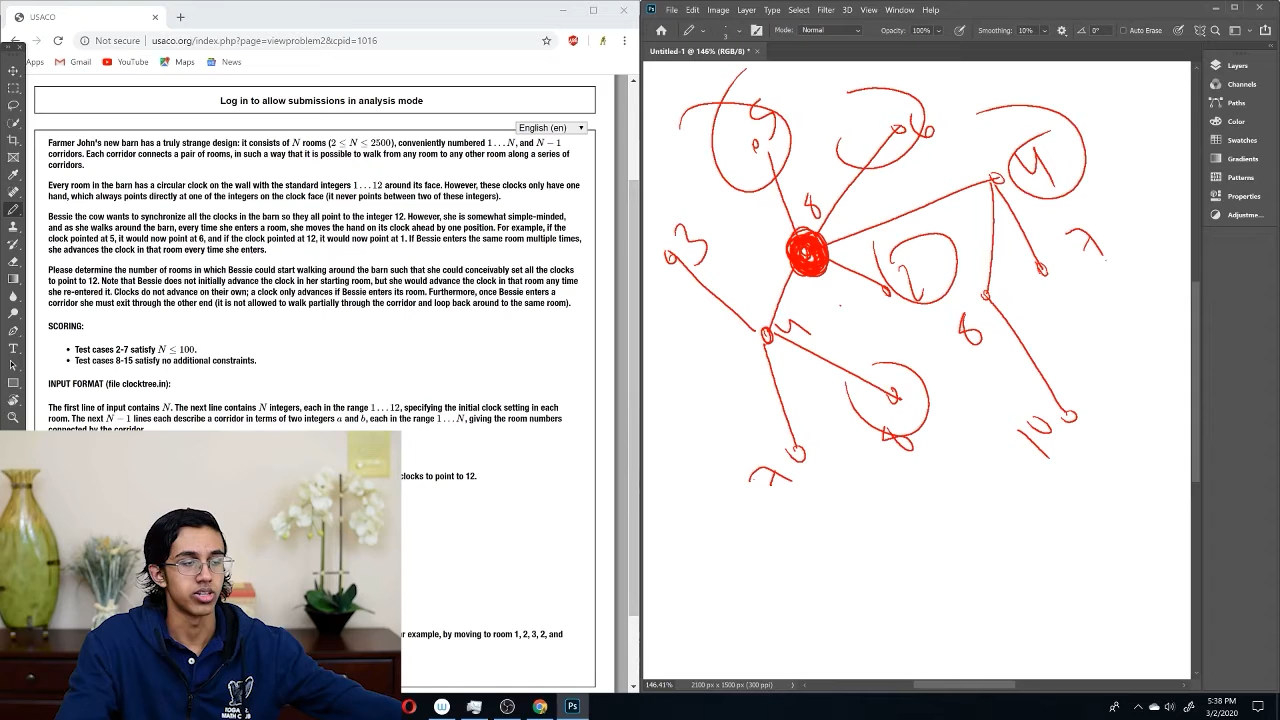 USACO
usaco.org/index.php?page=viewproblem2&cpid=1016
Apps Gmail YouTube Maps News
Log in to allow submissions in analysis mode
English (en)
Farmer John's new barn has a truly strange design: it consists of N rooms (2 ≤ N ≤ 2500), conveniently numbered 1…N, and N − 1
corridors. Each corridor connects a pair of rooms, in such a way that it is possible to walk from any room to any other room along a series of
corridors.
Every room in the barn has a circular clock on the wall with the standard integers 1…12 around its face. However, these clocks only have one
hand, which always points directly at one of the integers on the clock face (it never points between two of these integers).
Bessie the cow wants to synchronize all the clocks in the barn so they all point to the integer 12. However, she is somewhat simple-minded,
and as she walks around the barn, every time she enters a room, she moves the hand on its clock ahead by one position. For example, if the
clock pointed at 5, it would now point at 6, and if the clock pointed at 12, it would now point at 1. If Bessie enters the same room multiple times,
she advances the clock in that room every time she enters.
Please determine the number of rooms in which Bessie could start walking around the barn such that she could conceivably set all the clocks
to point to 12. Note that Bessie does not initially advance the clock in her starting room, but she would advance the clock in that room any time
she re-entered it. Clocks do not advance on their own; a clock only advances if Bessie enters its room. Furthermore, once Bessie enters a
corridor she must exit through the other end (it is not allowed to walk partially through the corridor and loop back around to the same room).
SCORING:
Test cases 2-7 satisfy N ≤ 100.
Test cases 8-15 satisfy no additional constraints.
INPUT FORMAT (file clocktree.in):
The first line of input contains N. The next line contains N integers, each in the range 1…12, specifying the initial clock setting in each
room. The next N − 1 lines each describe a corridor in terms of two integers a and b, each in the range 1…N, giving the room numbers
connected by the corridor.
clocks to point to 12.
r example, by moving to room 1, 2, 3, 2, and
MATH CLUB
Ps File Edit Image Layer Type Select Filter 3D View Window Help
3 Mode: Normal Opacity: 100% Smoothing: 10% 0° Auto Erase
Untitled-1 @ 146% (RGB/8) * ×
5
6
4
8
3
7
4
8
8
10
7
Layers
Channels
Paths
Color
Swatches
Gradients
Patterns
Properties
Adjustme...
146.41% 2100 px x 1500 px (300 ppi)
5:38 PM
3/2/2020